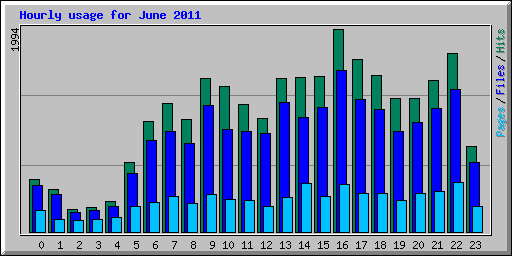 Hourly usage for June 2011
1994
Pages/Files/Hits
0 1 2 3 4 5 6 7 8 9 10 11 12 13 14 15 16 17 18 19 20 21 22 23